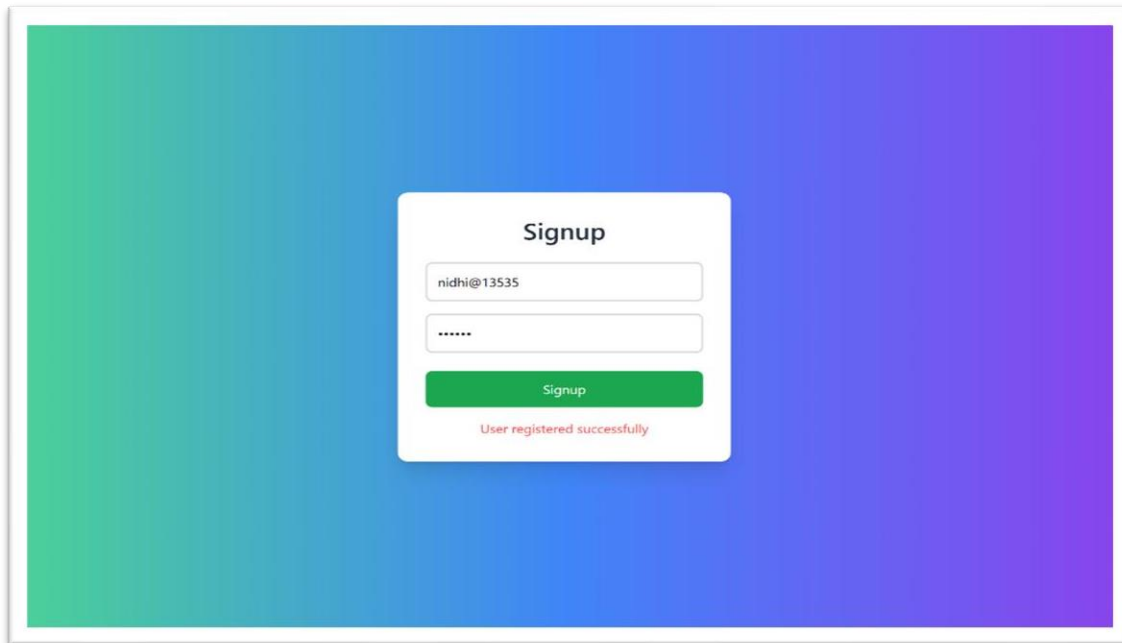 Signup
nidhi@13535
••••••
Signup
User registered successfully